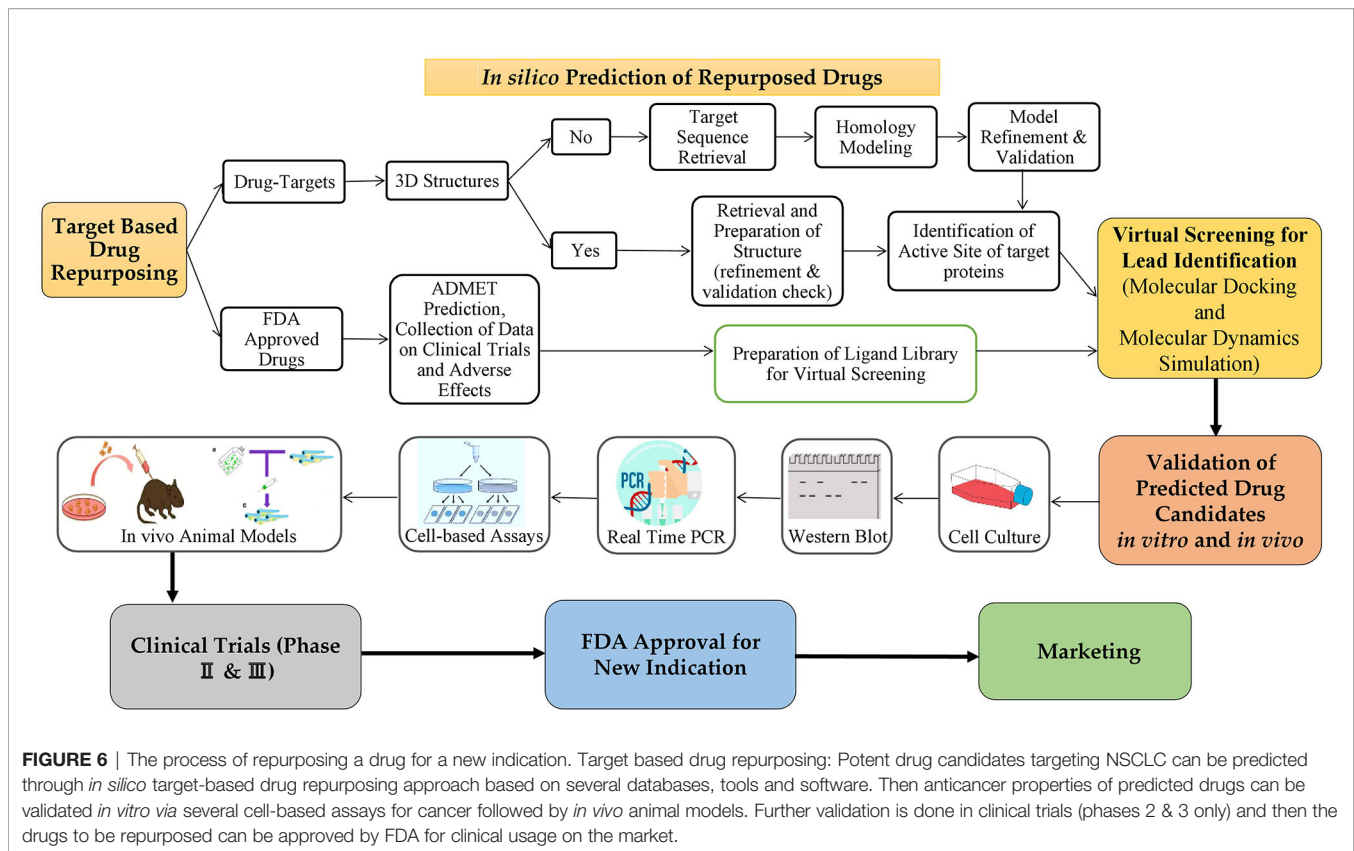 In silico Prediction of Repurposed Drugs
No
Target
Sequence
Retrieval
Homology
Modeling
Model
Refinement &
Validation
Drug-Targets
3D Structures
Target Based
Drug
Repurposing
Yes
Retrieval and
Preparation of
Structure
(refinement &
validation check)
Identification of
Active Site of target
proteins
Virtual Screening for
Lead Identification
(Molecular Docking
and
Molecular Dynamics
Simulation)
FDA
Approved
Drugs
ADMET
Prediction,
Collection of Data
on Clinical Trials
and Adverse
Effects
Preparation of Ligand Library
for Virtual Screening
Validation of
Predicted Drug
Candidates
in vitro and in vivo
Cell Culture
Western Blot
PCR
Real Time PCR
Cell-based Assays
a
c
In vivo Animal Models
Clinical Trials (Phase
Ⅱ & Ⅲ)
FDA Approval for
New Indication
Marketing
FIGURE 6 | The process of repurposing a drug for a new indication. Target based drug repurposing: Potent drug candidates targeting NSCLC can be predicted
through in silico target-based drug repurposing approach based on several databases, tools and software. Then anticancer properties of predicted drugs can be
validated in vitro via several cell-based assays for cancer followed by in vivo animal models. Further validation is done in clinical trials (phases 2 & 3 only) and then the
drugs to be repurposed can be approved by FDA for clinical usage on the market.